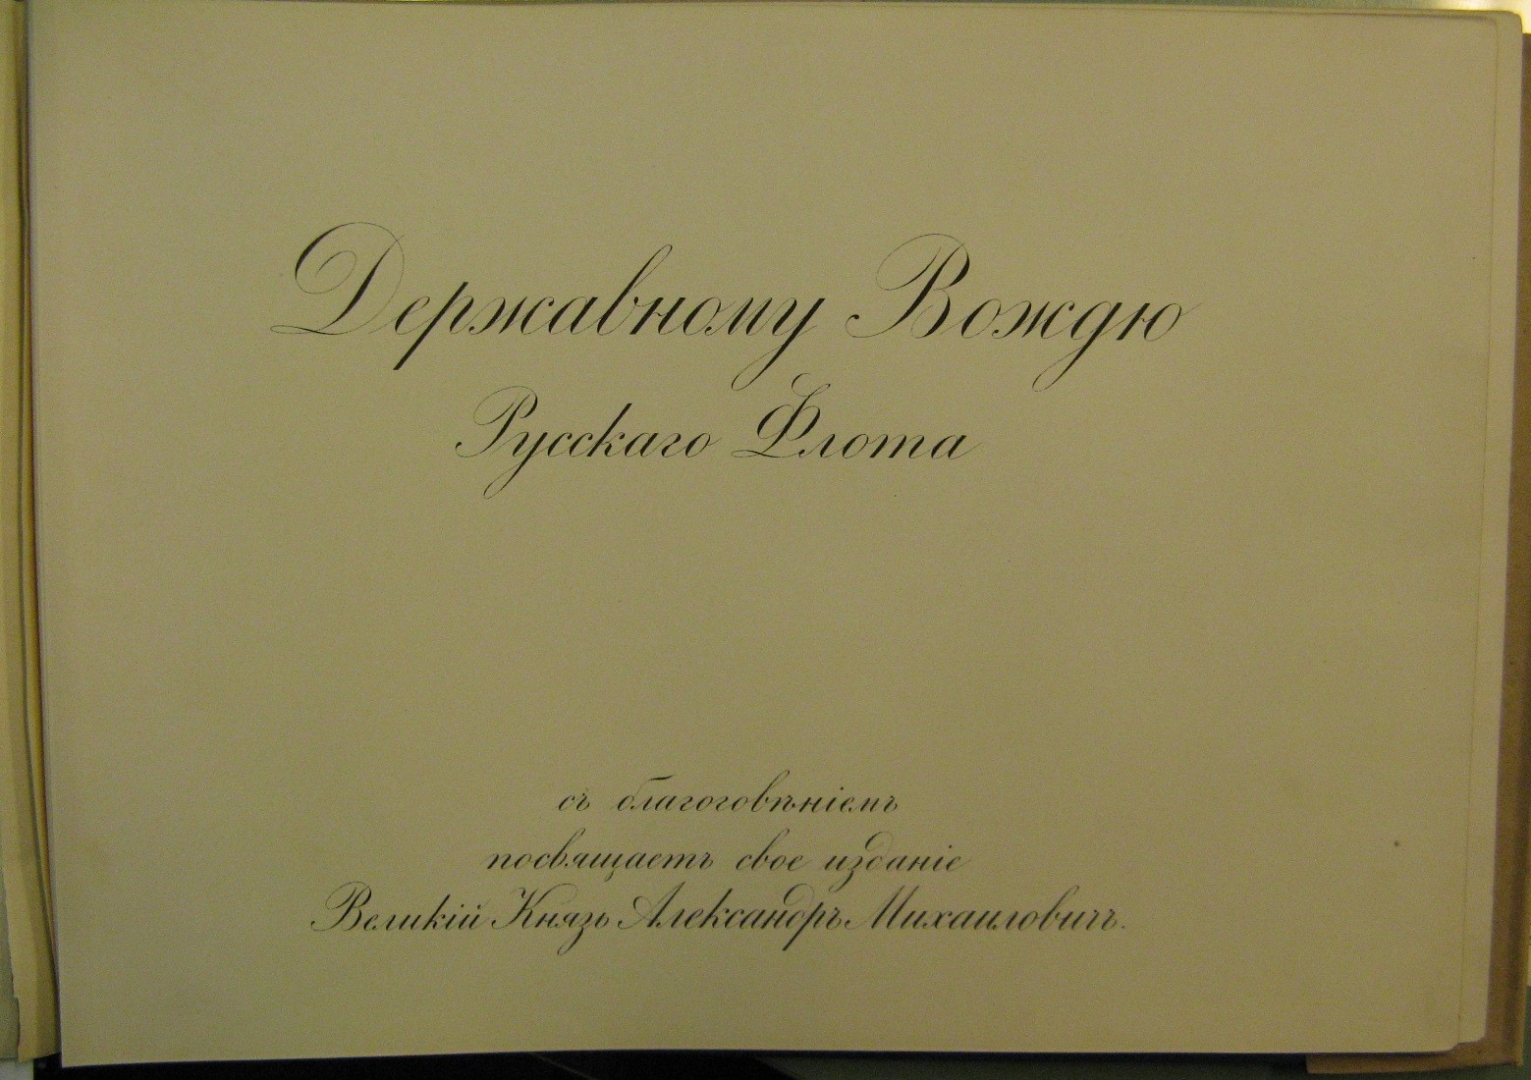 Державному Вождю
Русскаго Флота
съ благоговѣніемъ
посвящаетъ свое изданіе
Великій Князь Александръ Михаиловичъ.